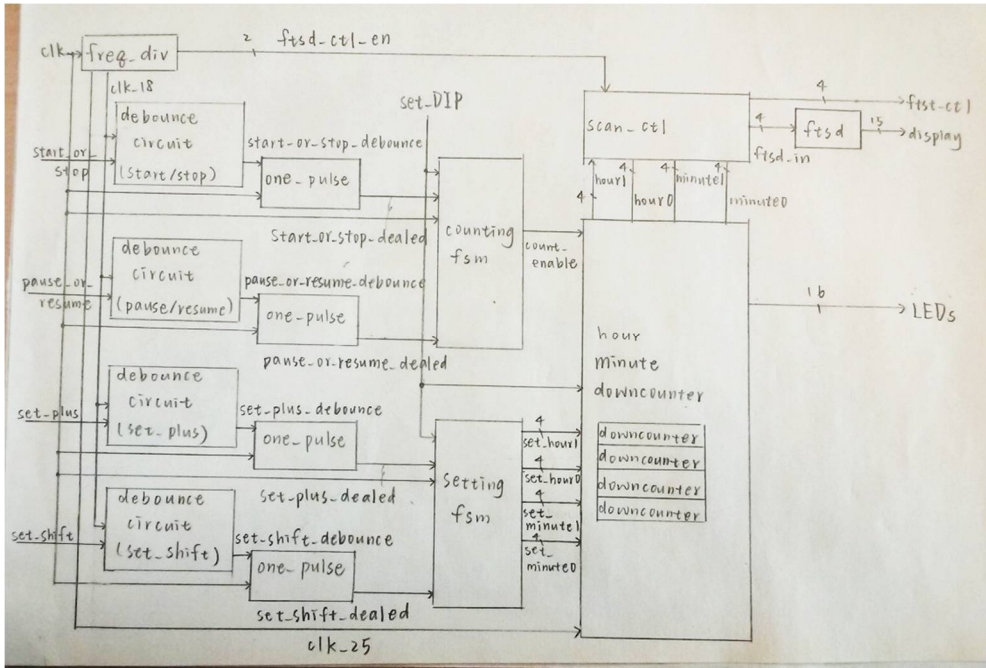 clk
freq_div
2
ftsd_ctl_en
clk_18
set_DIP
debounce
circuit
(start/stop)
start_or_
stop
start_or_stop_debounce
one_pulse
start_or_stop_dealed
debounce
circuit
(pause/resume)
pause_or_
resume
pause_or_resume_debounce
one_pulse
pause_or_resume_dealed
counting
fsm
count_
enable
debounce
circuit
(set_plus)
set_plus
set_plus_debounce
one_pulse
set_plus_dealed
debounce
circuit
(set_shift)
set_shift
set_shift_debounce
one_pulse
set_shift_dealed
setting
fsm
4
set_hour1
4
set_hour0
4
set_
minute1
4
set_
minute0
scan_ctl
4
ftst_ctl
4
ftsd
15
display
ftsd_in
4
hour1
4
hour0
4
minute1
4
minute0
hour
minute
downcounter
downcounter
downcounter
downcounter
downcounter
16
LEDs
clk_25